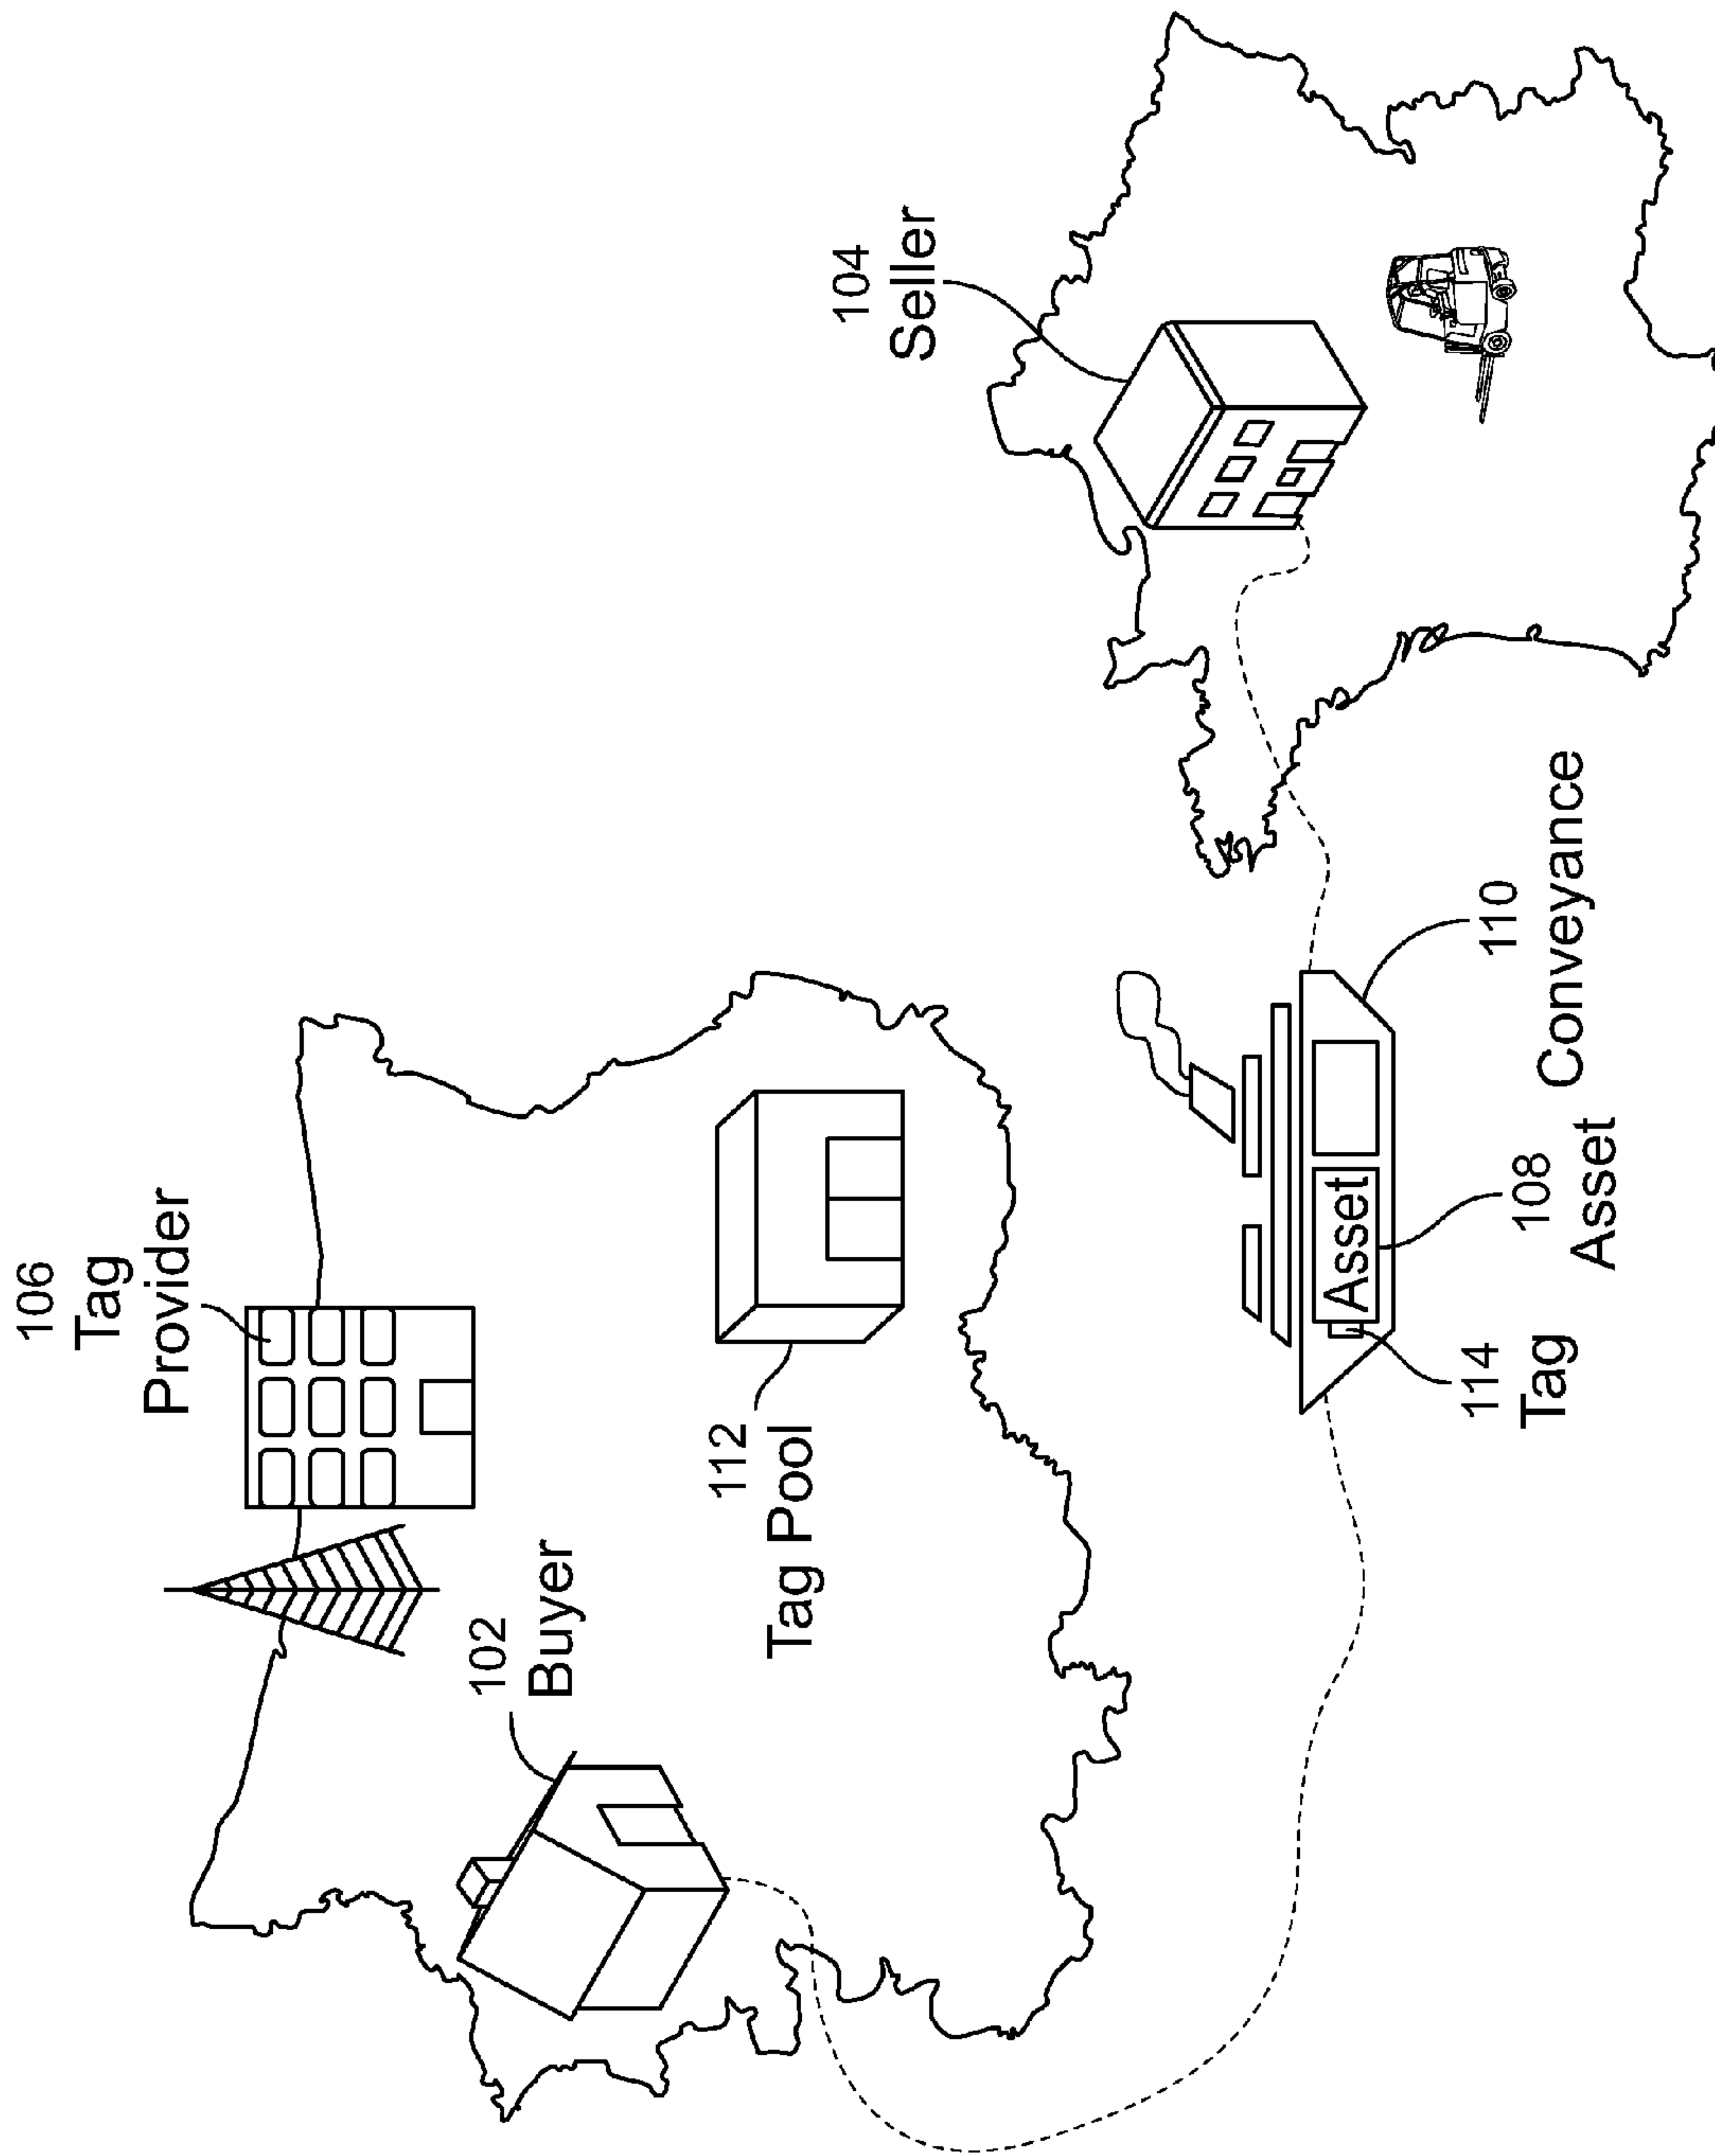 106
Tag
Provider
102
Buyer
112
Tag Pool
104
Seller
Asset
114
Tag
108
Asset
110
Conveyance